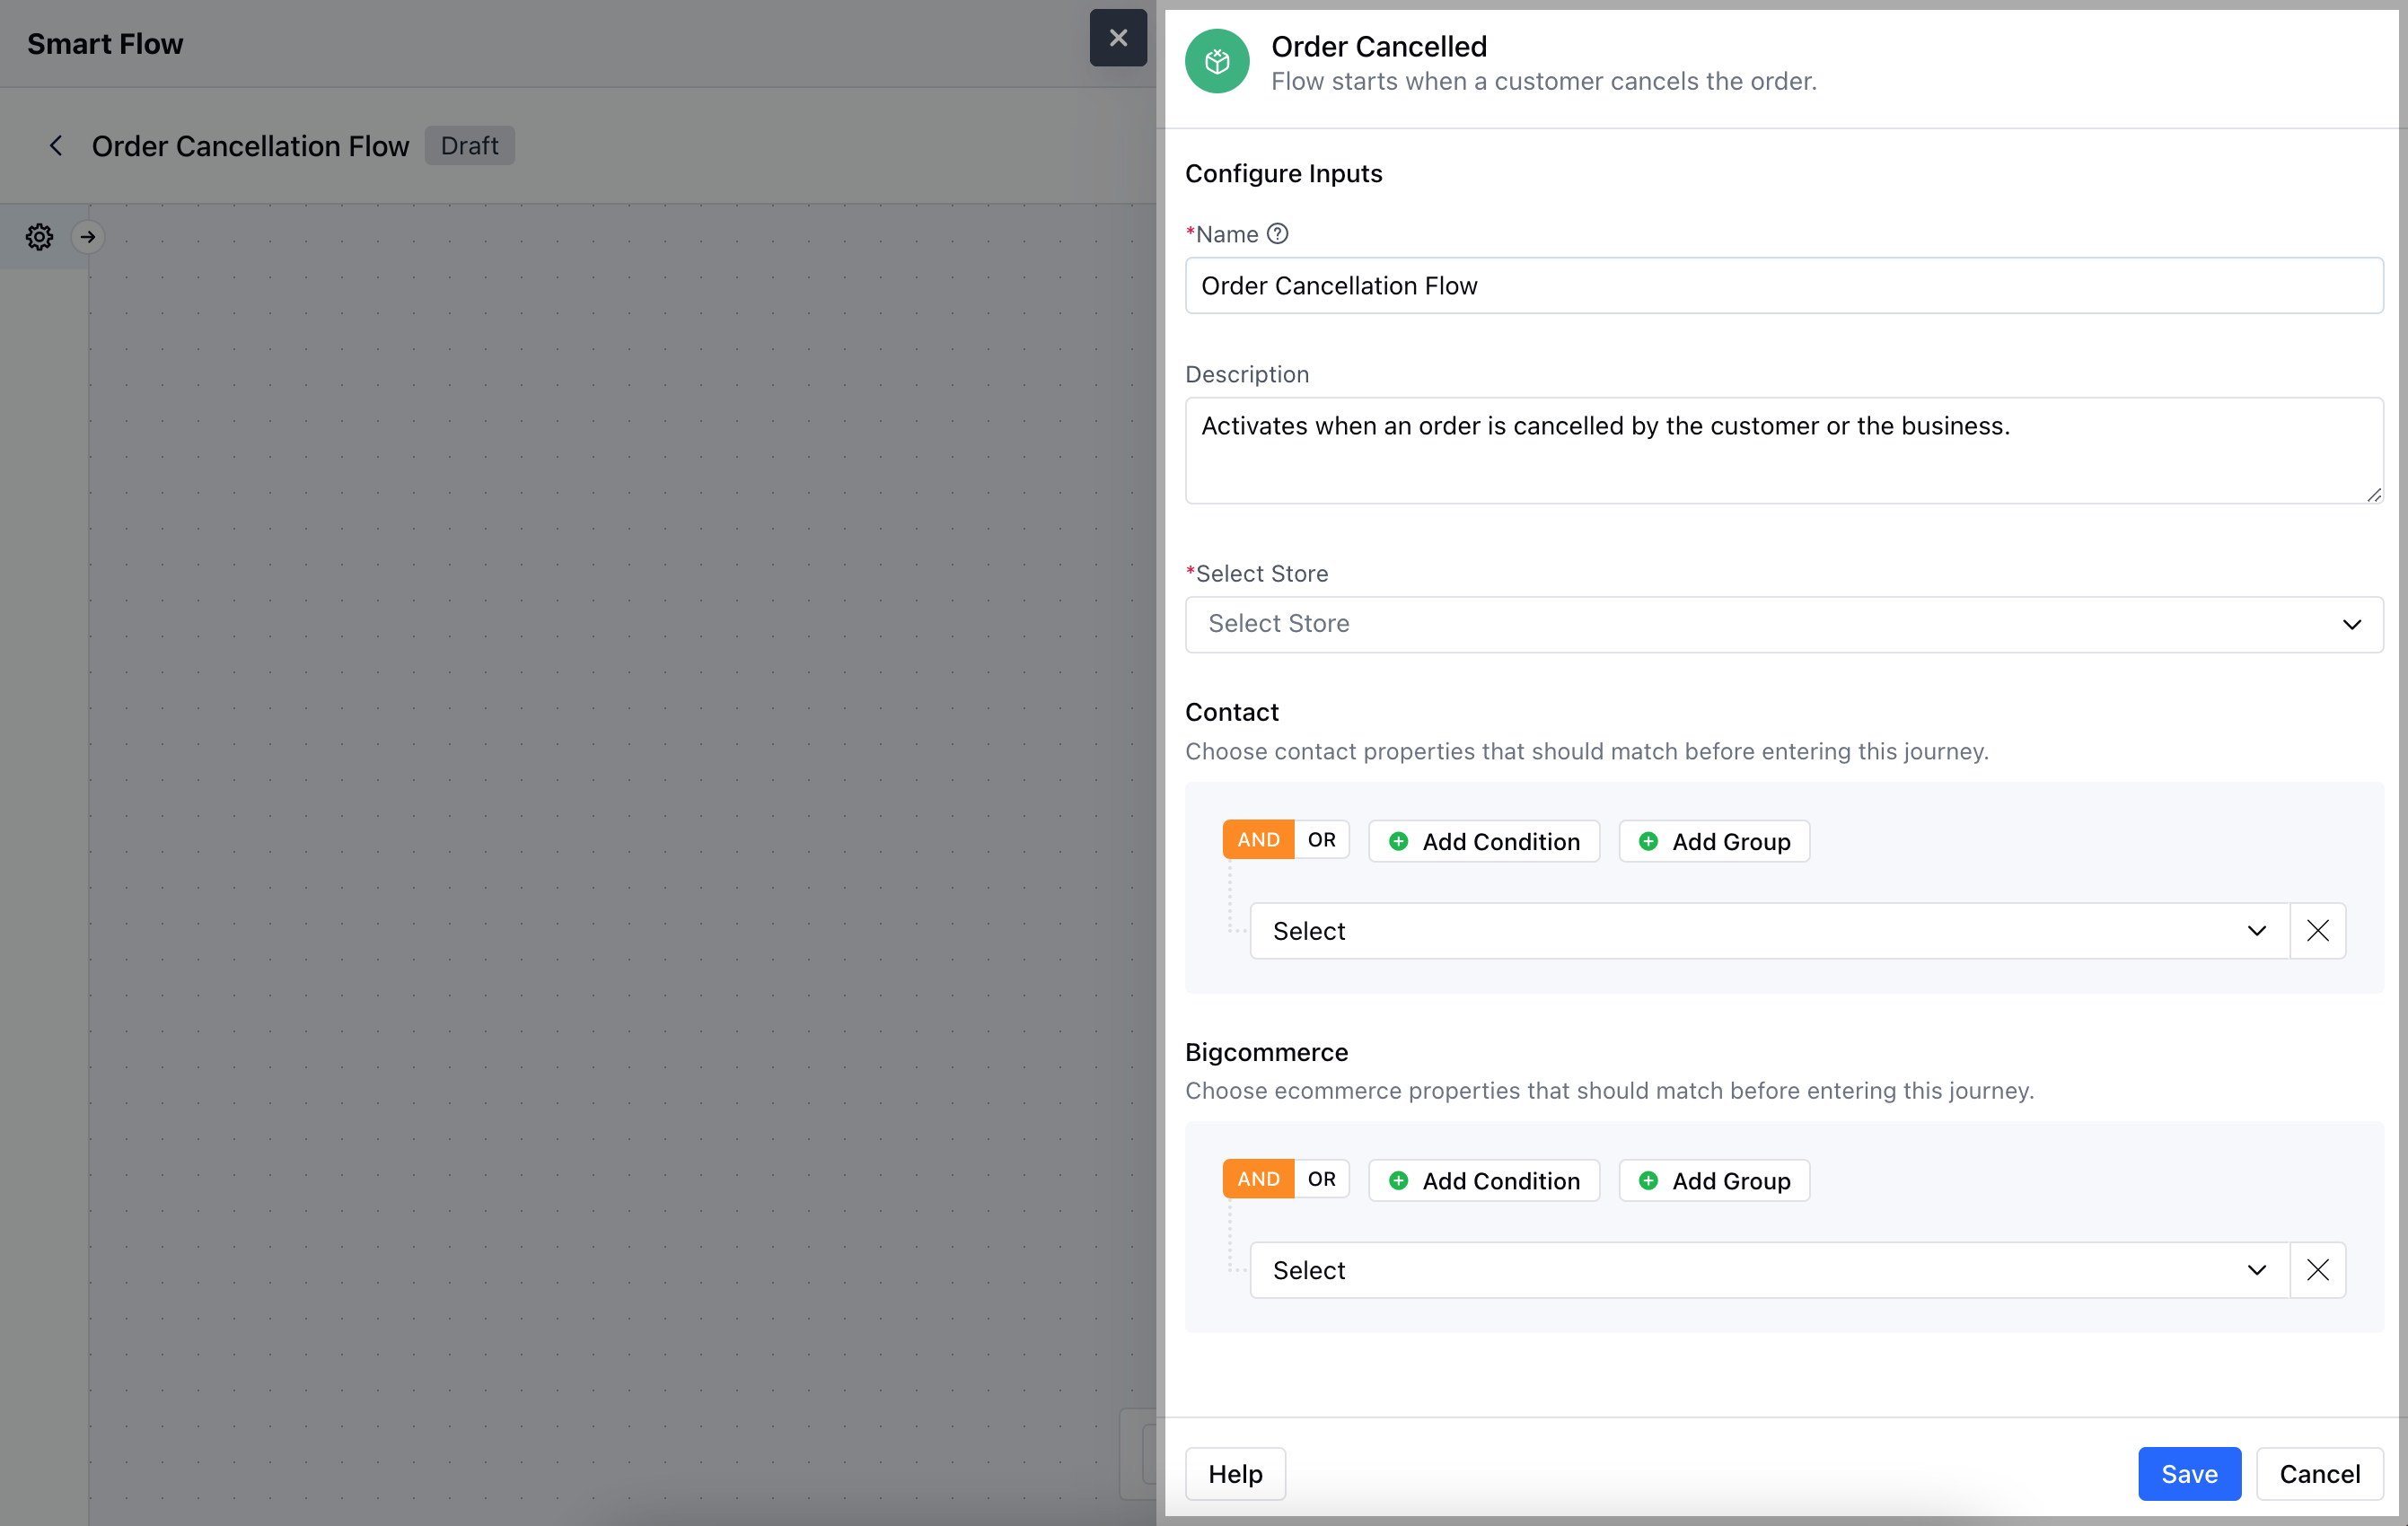 Smart Flow
Order Cancellation Flow Draft
Order Cancelled
Flow starts when a customer cancels the order.
Configure Inputs
*Name
Order Cancellation Flow
Description
Activates when an order is cancelled by the customer or the business.
*Select Store
Select Store
Contact
Choose contact properties that should match before entering this journey.
AND OR Add Condition Add Group
Select
Bigcommerce
Choose ecommerce properties that should match before entering this journey.
AND OR Add Condition Add Group
Select
Help Save Cancel